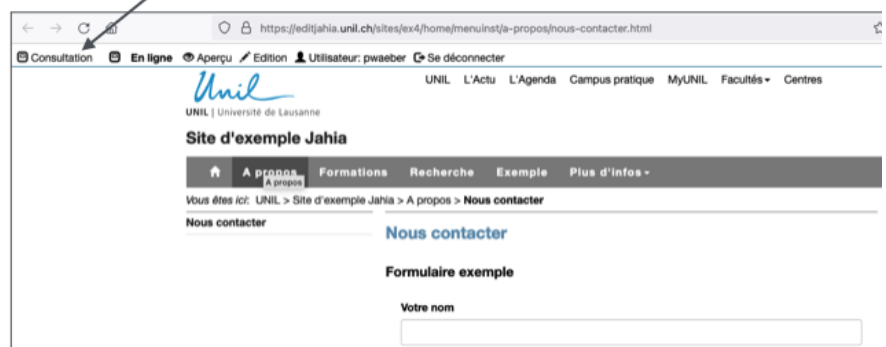 https://editjahia.unil.ch/sites/ex4/home/menuinst/a-propos/nous-contacter.html
Consultation En ligne Aperçu Edition Utilisateur: pwaeber Se déconnecter
Unil
UNIL L'Actu L'Agenda Campus pratique MyUNIL Facultés Centres
UNIL | Université de Lausanne
Site d'exemple Jahia
A propos Formations Recherche Exemple Plus d'infos
A propos
Vous êtes ici: UNIL > Site d'exemple Jahia > A propos > Nous contacter
Nous contacter
Nous contacter
Formulaire exemple
Votre nom